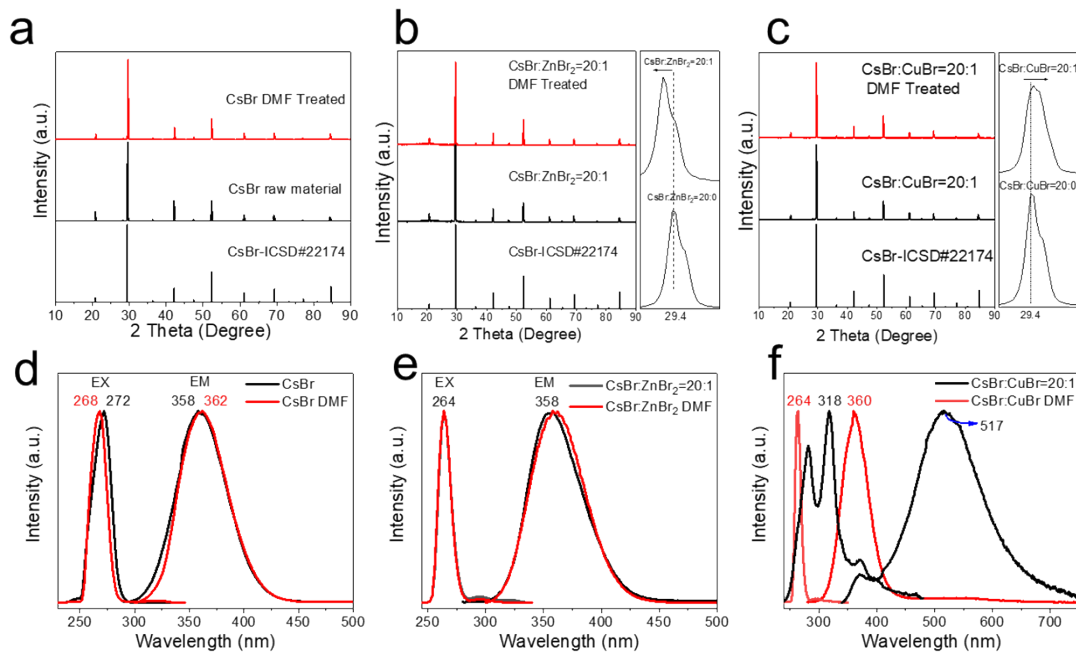 a
Intensity (a.u.)
CsBr DMF Treated
CsBr raw material
CsBr-ICSD#22174
10 20 30 40 50 60 70 80 90
2 Theta (Degree)
b
Intensity (a.u.)
CsBr:ZnBr₂=20:1
DMF Treated
CsBr:ZnBr₂=20:1
CsBr-ICSD#22174
10 20 30 40 50 60 70 80 90
2 Theta (Degree)
CsBr:ZnBr₂=20:1
CsBr:ZnBr₂=20:0
29.4
c
Intensity (a.u.)
CsBr:CuBr=20:1
DMF Treated
CsBr:CuBr=20:1
CsBr-ICSD#22174
10 20 30 40 50 60 70 80 90
2 Theta (Degree)
CsBr:CuBr=20:1
CsBr:CuBr=20:0
29.4
d
Intensity (a.u.)
EX
268 272
EM
358 362
CsBr
CsBr DMF
250 300 350 400 450 500
Wavelength (nm)
e
Intensity (a.u.)
EX
264
EM
358
CsBr:ZnBr₂=20:1
CsBr:ZnBr₂ DMF
250 300 350 400 450 500
Wavelength (nm)
f
Intensity (a.u.)
264 318 360
517
CsBr:CuBr=20:1
CsBr:CuBr DMF
300 400 500 600 700
Wavelength (nm)